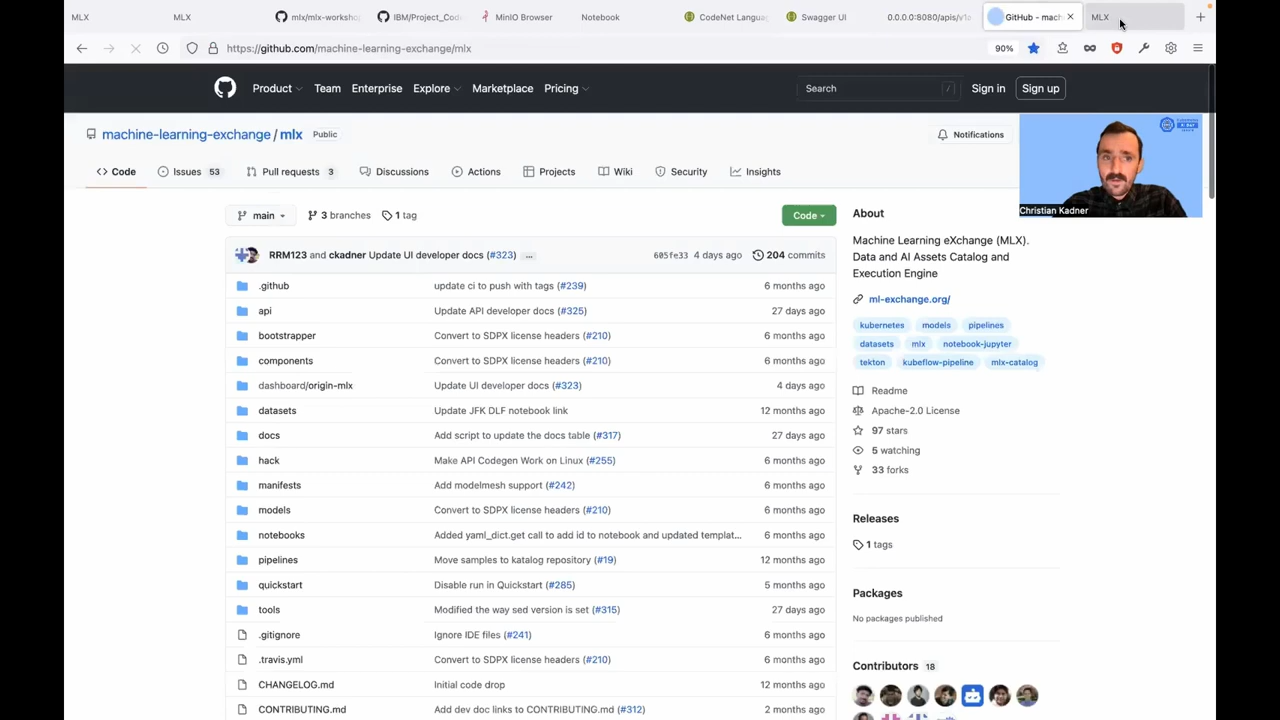 MLX
MLX
mlx/mlx-worksho
IBM/Project_Cod
MinIO Browser
Notebook
CodeNet Langua
Swagger UI
0.0.0.0:8080/apis/v1
GitHub - mach
MLX
https://github.com/machine-learning-exchange/mlx
90%
Product
Team
Enterprise
Explore
Marketplace
Pricing
Search
/
Sign in
Sign up
machine-learning-exchange / mlx
Public
Notifications
Code
Issues 53
Pull requests 3
Discussions
Actions
Projects
Wiki
Security
Insights
Christian Kadner
main
3 branches
1 tag
Code
RRM123 and ckadner Update UI developer docs (#323) ...
605fe33 4 days ago
204 commits
.github update ci to push with tags (#239) 6 months ago
api Update API developer docs (#325) 27 days ago
bootstrapper Convert to SDPX license headers (#210) 6 months ago
components Convert to SDPX license headers (#210) 6 months ago
dashboard/origin-mlx Update UI developer docs (#323) 4 days ago
datasets Update JFK DLF notebook link 12 months ago
docs Add script to update the docs table (#317) 27 days ago
hack Make API Codegen Work on Linux (#255) 6 months ago
manifests Add modelmesh support (#242) 6 months ago
models Convert to SDPX license headers (#210) 6 months ago
notebooks Added yaml_dict.get call to add id to notebook and updated templat... 6 months ago
pipelines Move samples to katalog repository (#19) 12 months ago
quickstart Disable run in Quickstart (#285) 5 months ago
tools Modified the way sed version is set (#315) 27 days ago
.gitignore Ignore IDE files (#241) 6 months ago
.travis.yml Convert to SDPX license headers (#210) 6 months ago
CHANGELOG.md Initial code drop 12 months ago
CONTRIBUTING.md Add dev doc links to CONTRIBUTING.md (#312) 2 months ago
About
Machine Learning eXchange (MLX).
Data and AI Assets Catalog and
Execution Engine
ml-exchange.org/
kubernetes models pipelines
datasets mlx notebook-jupyter
tekton kubeflow-pipeline mlx-catalog
Readme
Apache-2.0 License
97 stars
5 watching
33 forks
Releases
1 tags
Packages
No packages published
Contributors 18